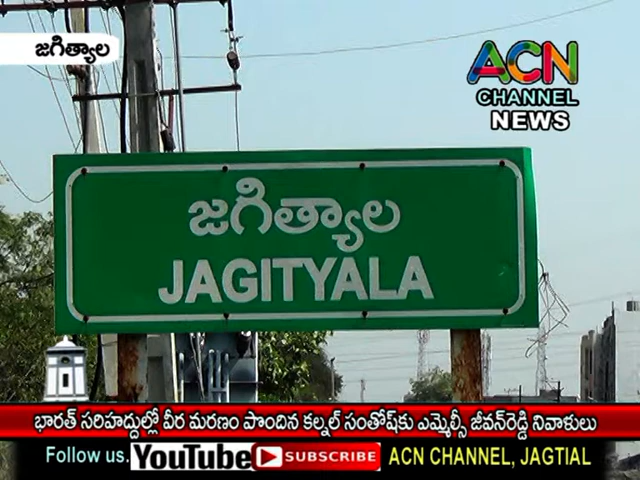 జగిత్యాల
ACN
CHANNEL
NEWS
జగిత్యాల
JAGITYALA
భారత్ సరిహద్దుల్లో వీర మరణం పొందిన కల్నల్ సంతోష్‌కు ఎమ్మెల్సీ జీవన్‌రెడ్డి నివాళులు
Follow us. YouTube SUBSCRIBE ACN CHANNEL, JAGTIAL